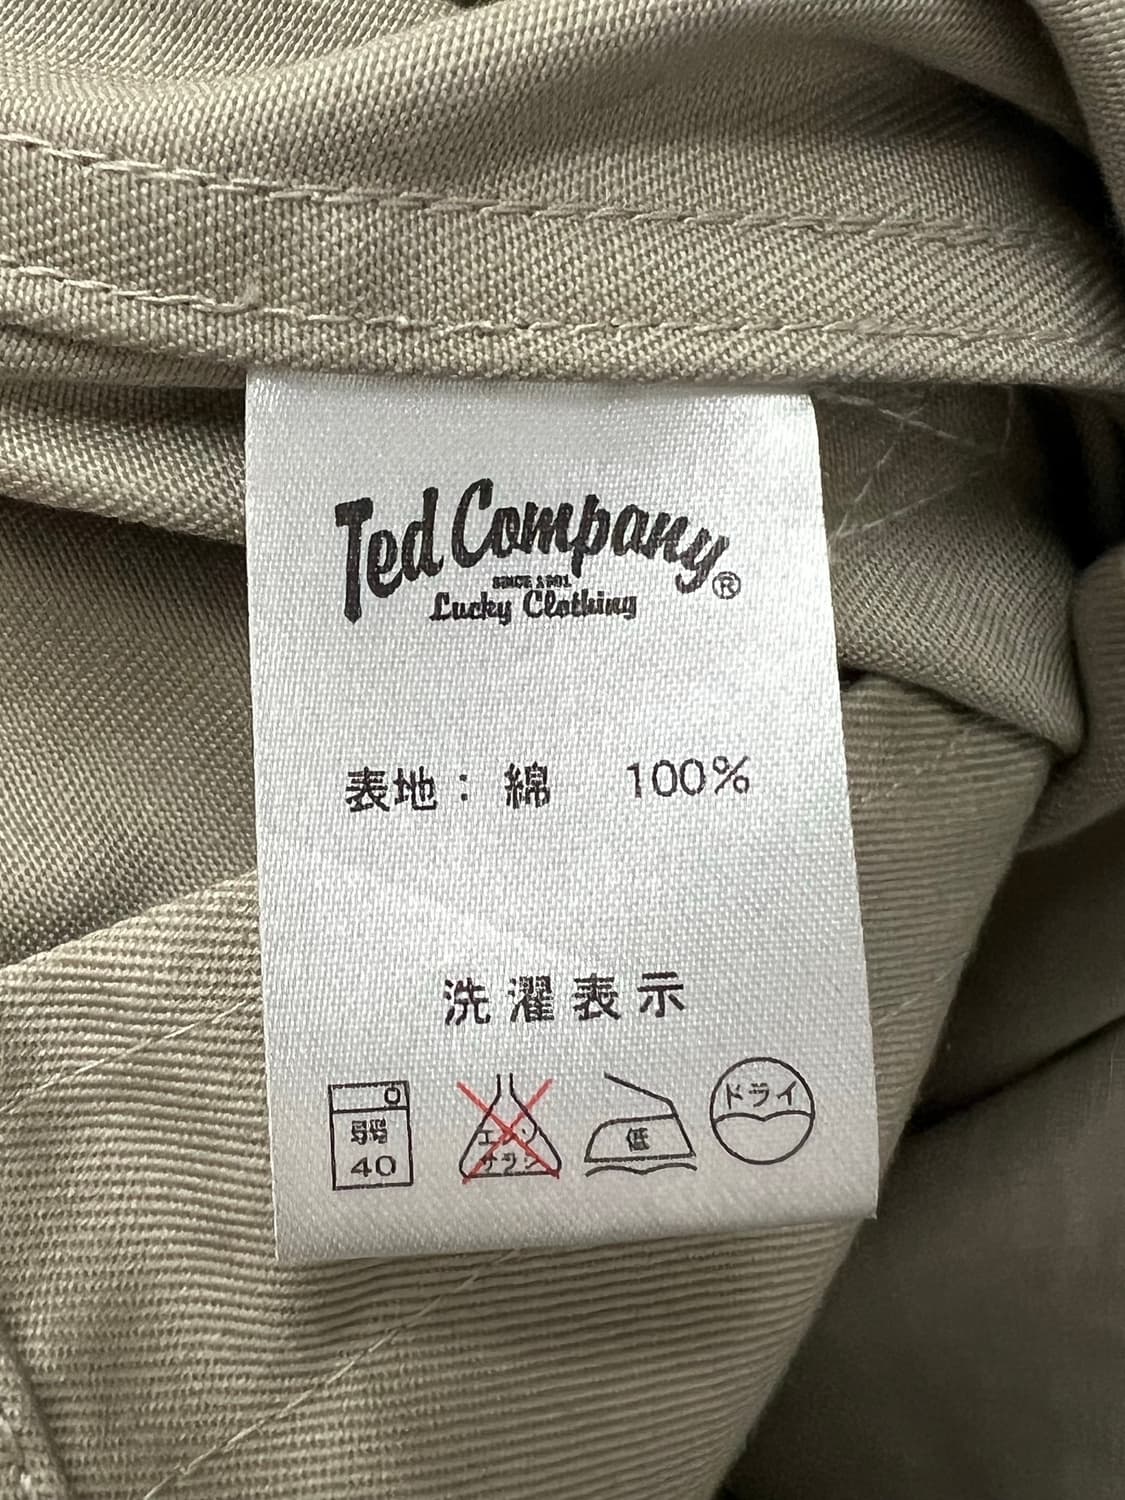 Ted Company®
SINCE 1901
Lucky Clothing
表地：綿 100%
洗濯表示
弱
40
エンソ
サラシ
低
ドライ